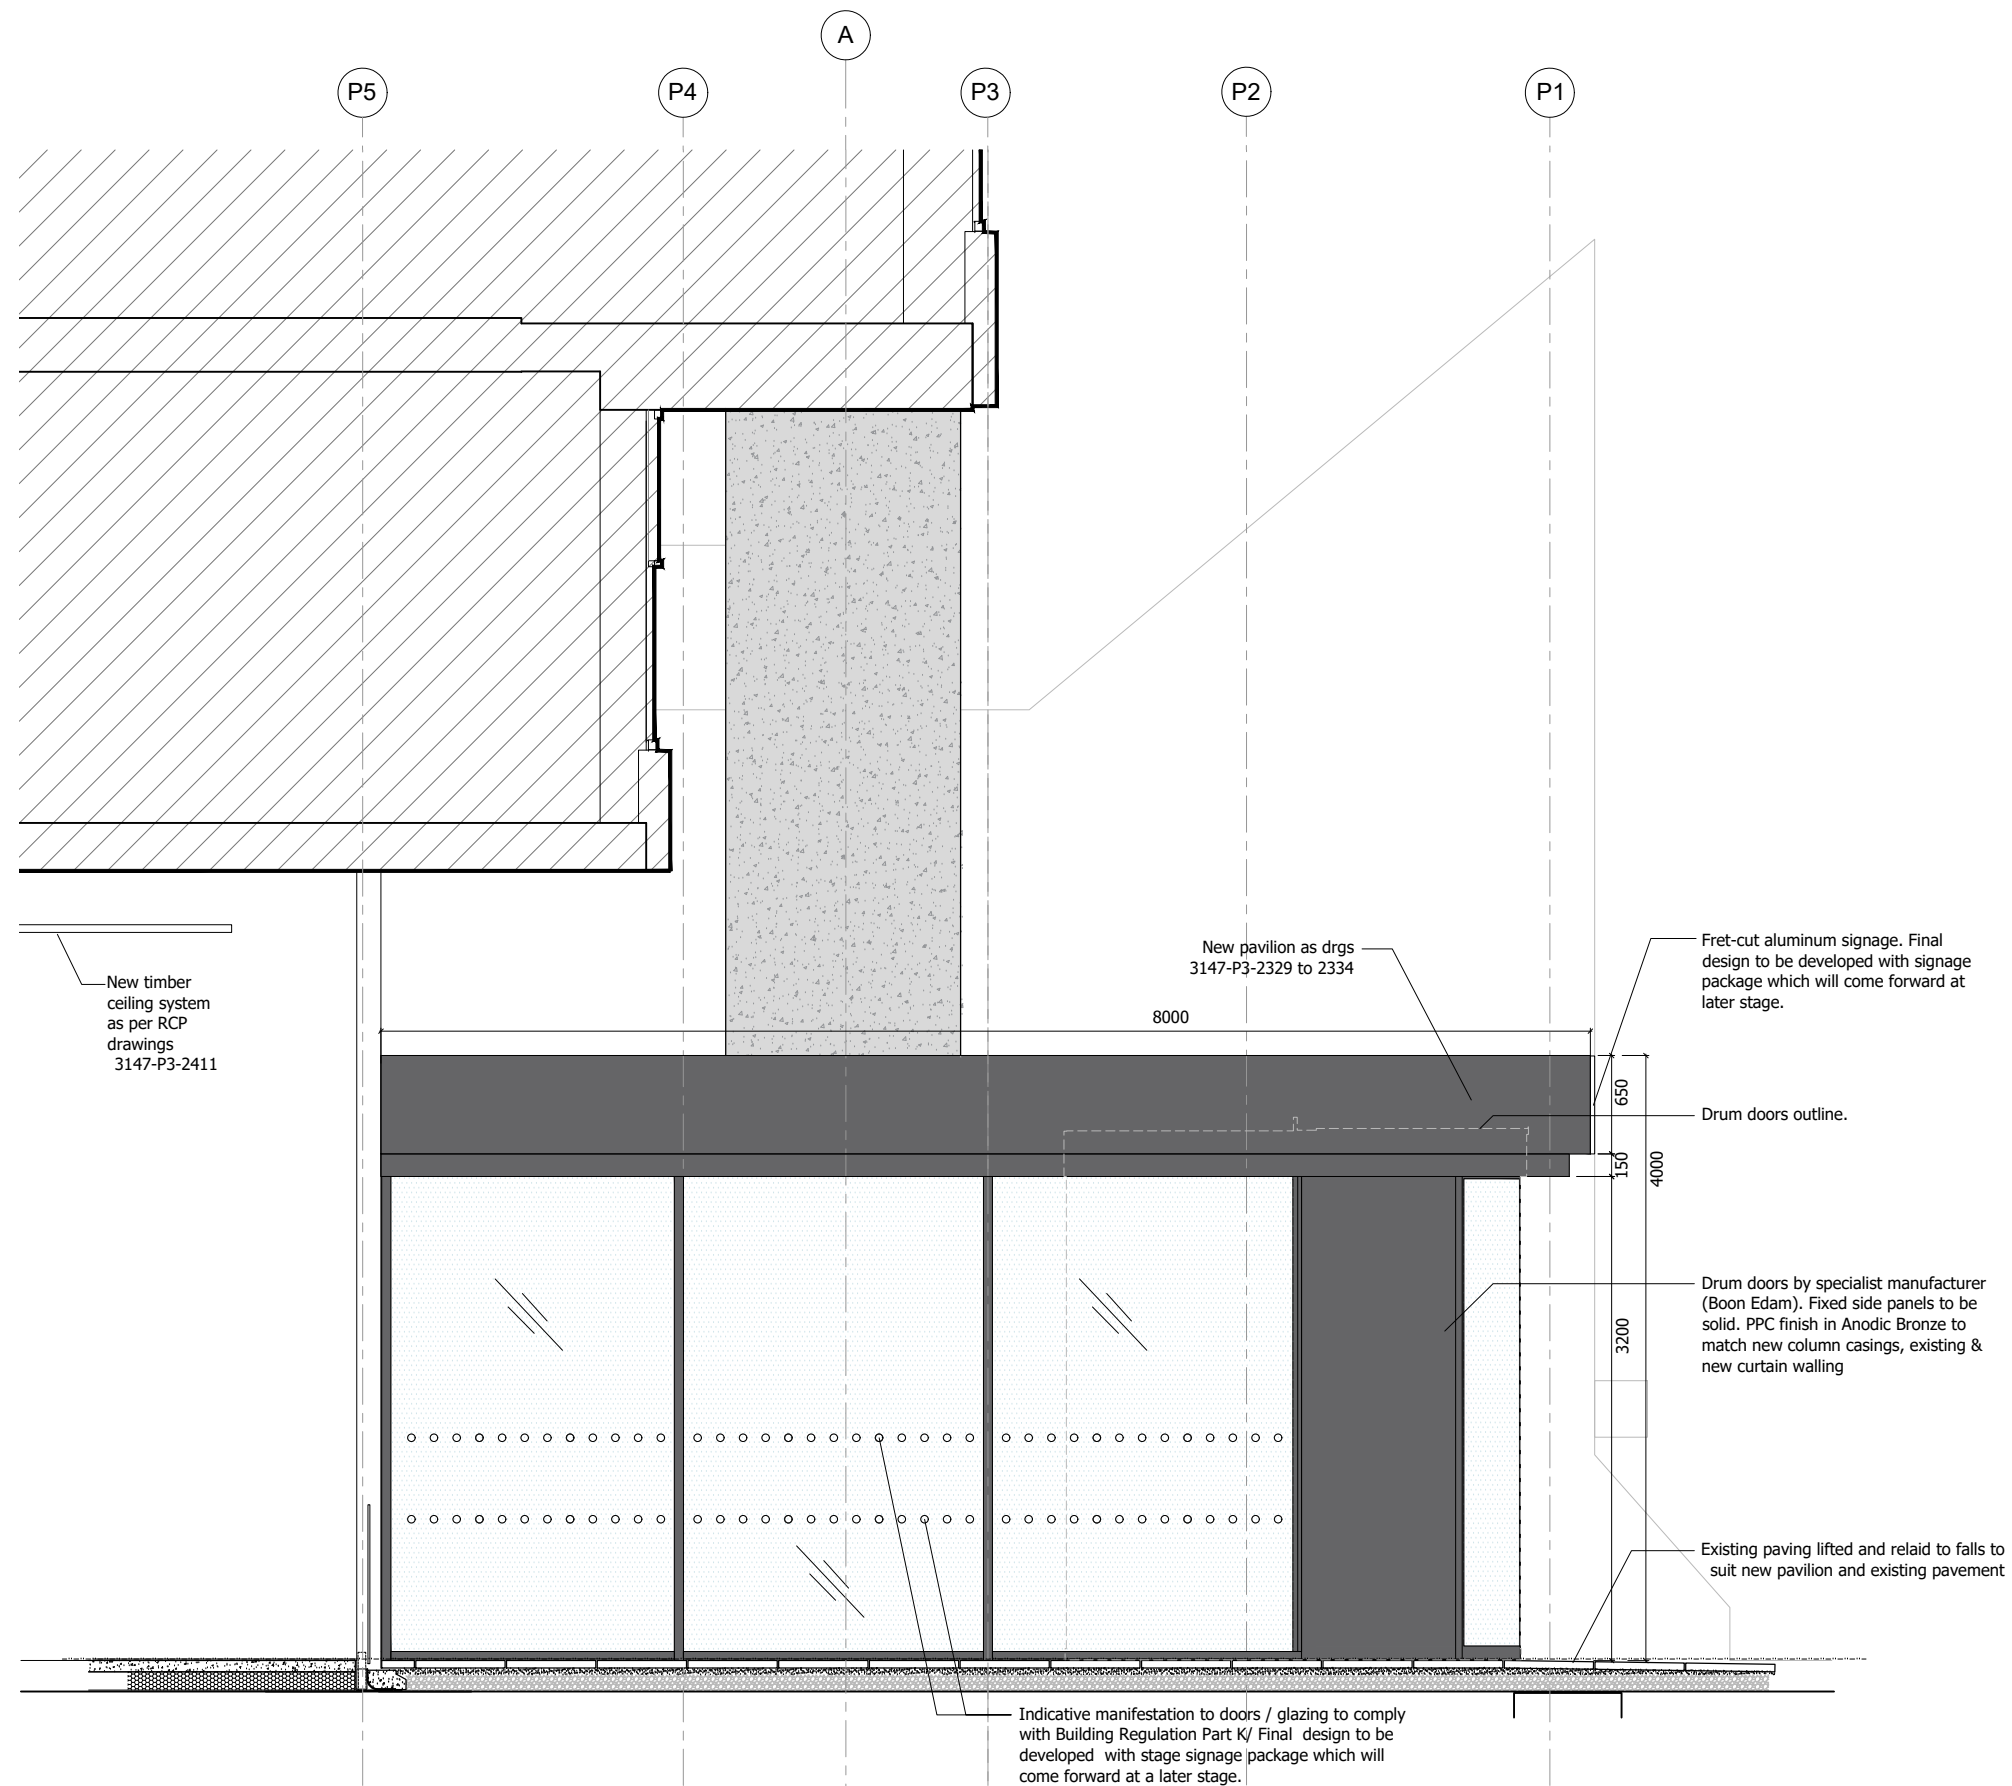 A
P5
P4
P3
P2
P1
New timber
ceiling system
as per RCP
drawings
3147-P3-2411
New pavilion as drgs
3147-P3-2329 to 2334
Fret-cut aluminum signage. Final
design to be developed with signage
package which will come forward at
later stage.
8000
650
Drum doors outline.
150
4000
3200
Drum doors by specialist manufacturer
(Boon Edam). Fixed side panels to be
solid. PPC finish in Anodic Bronze to
match new column casings, existing &
new curtain walling
Existing paving lifted and relaid to falls to
suit new pavilion and existing pavement
Indicative manifestation to doors / glazing to comply
with Building Regulation Part K/ Final design to be
developed with stage signage package which will
come forward at a later stage.